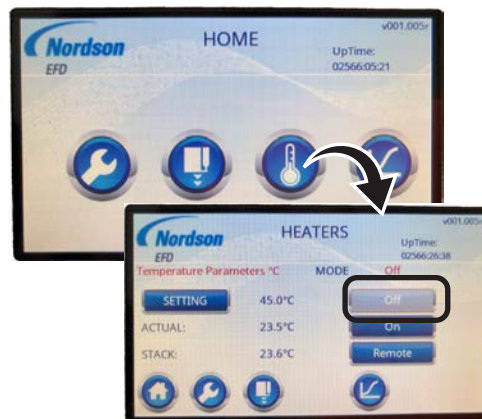 v001.005r
Nordson
EFD
HOME
UpTime:
02566:05:21
v001.005r
Nordson
EFD
HEATERS
UpTime:
02566:26:38
Temperature Parameters °C MODE Off
SETTING 45.0°C Off
ACTUAL: 23.5°C On
STACK: 23.6°C Remote